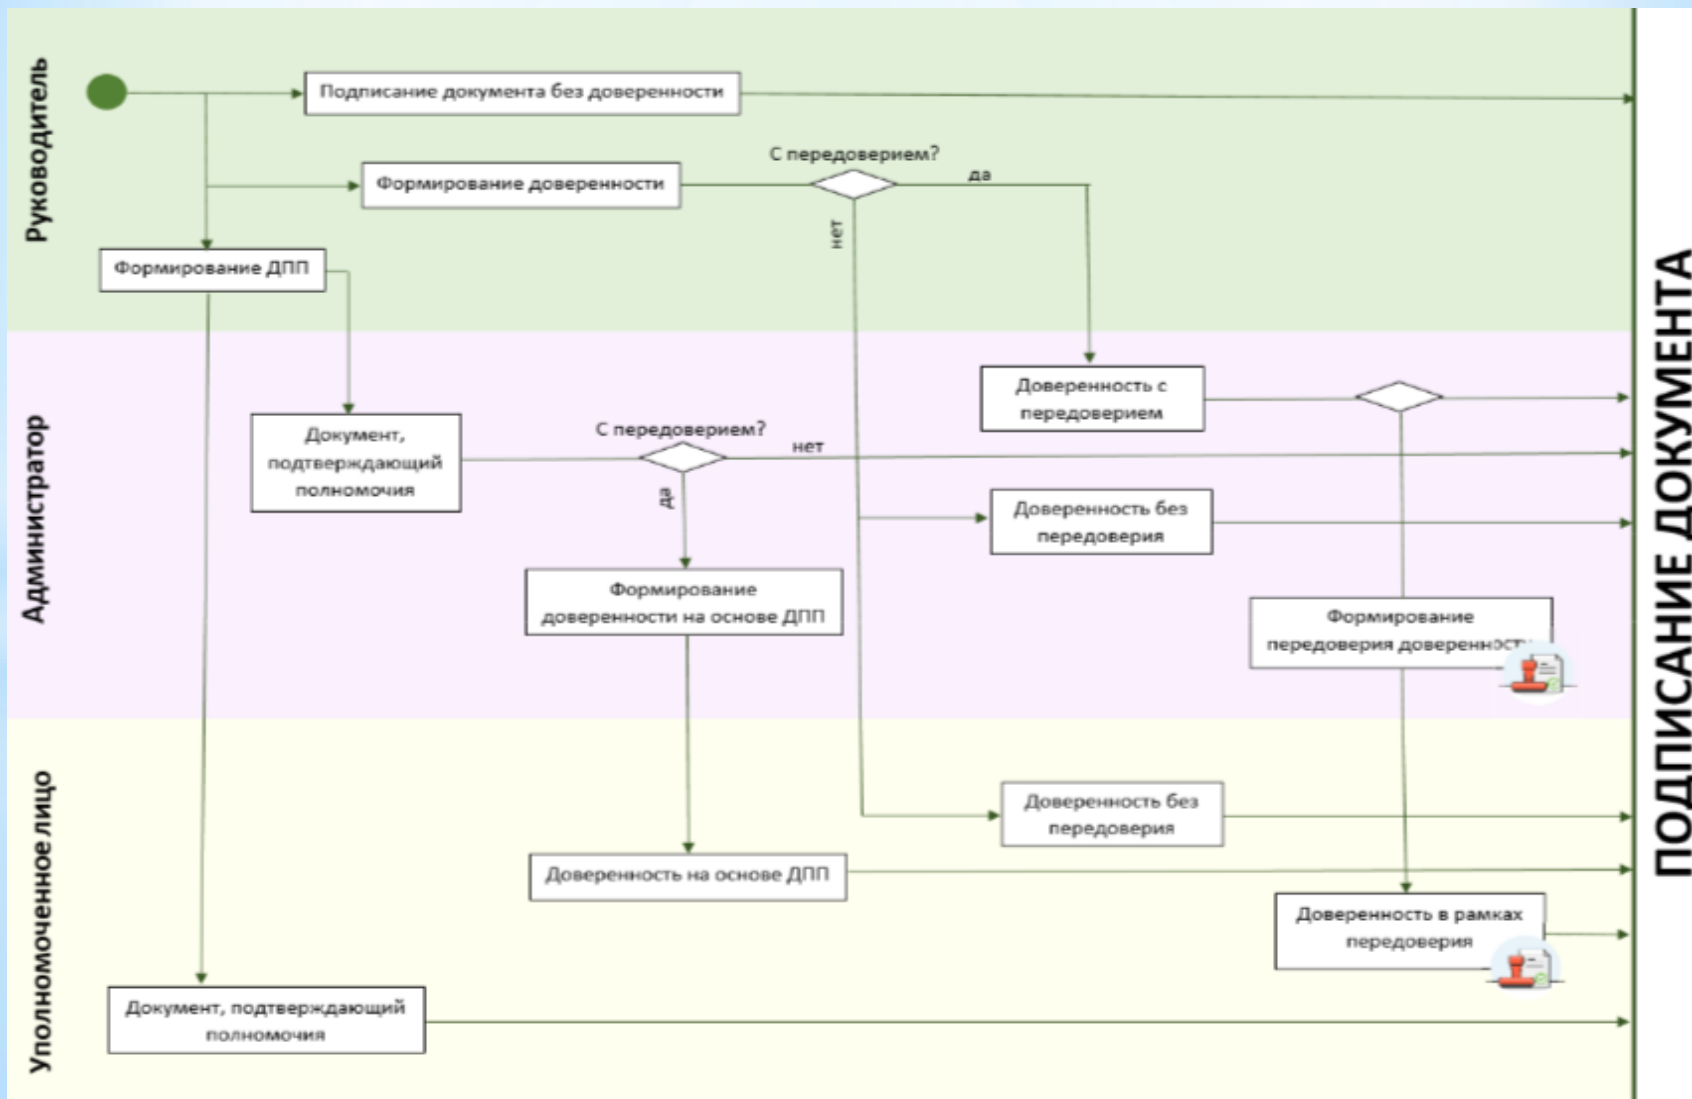 Руководитель
Подписание документа без доверенности
С передоверием?
Формирование доверенности
да
нет
Формирование ДПП
Администратор
Доверенность с
передоверием
Документ,
подтверждающий
полномочия
С передоверием?
нет
да
Доверенность без
передоверия
Формирование
доверенности на основе ДПП
Формирование
передоверия доверенности
Уполномоченное лицо
Доверенность без
передоверия
Доверенность на основе ДПП
Доверенность в рамках
передоверия
Документ, подтверждающий
полномочия
ПОДПИСАНИЕ ДОКУМЕНТА